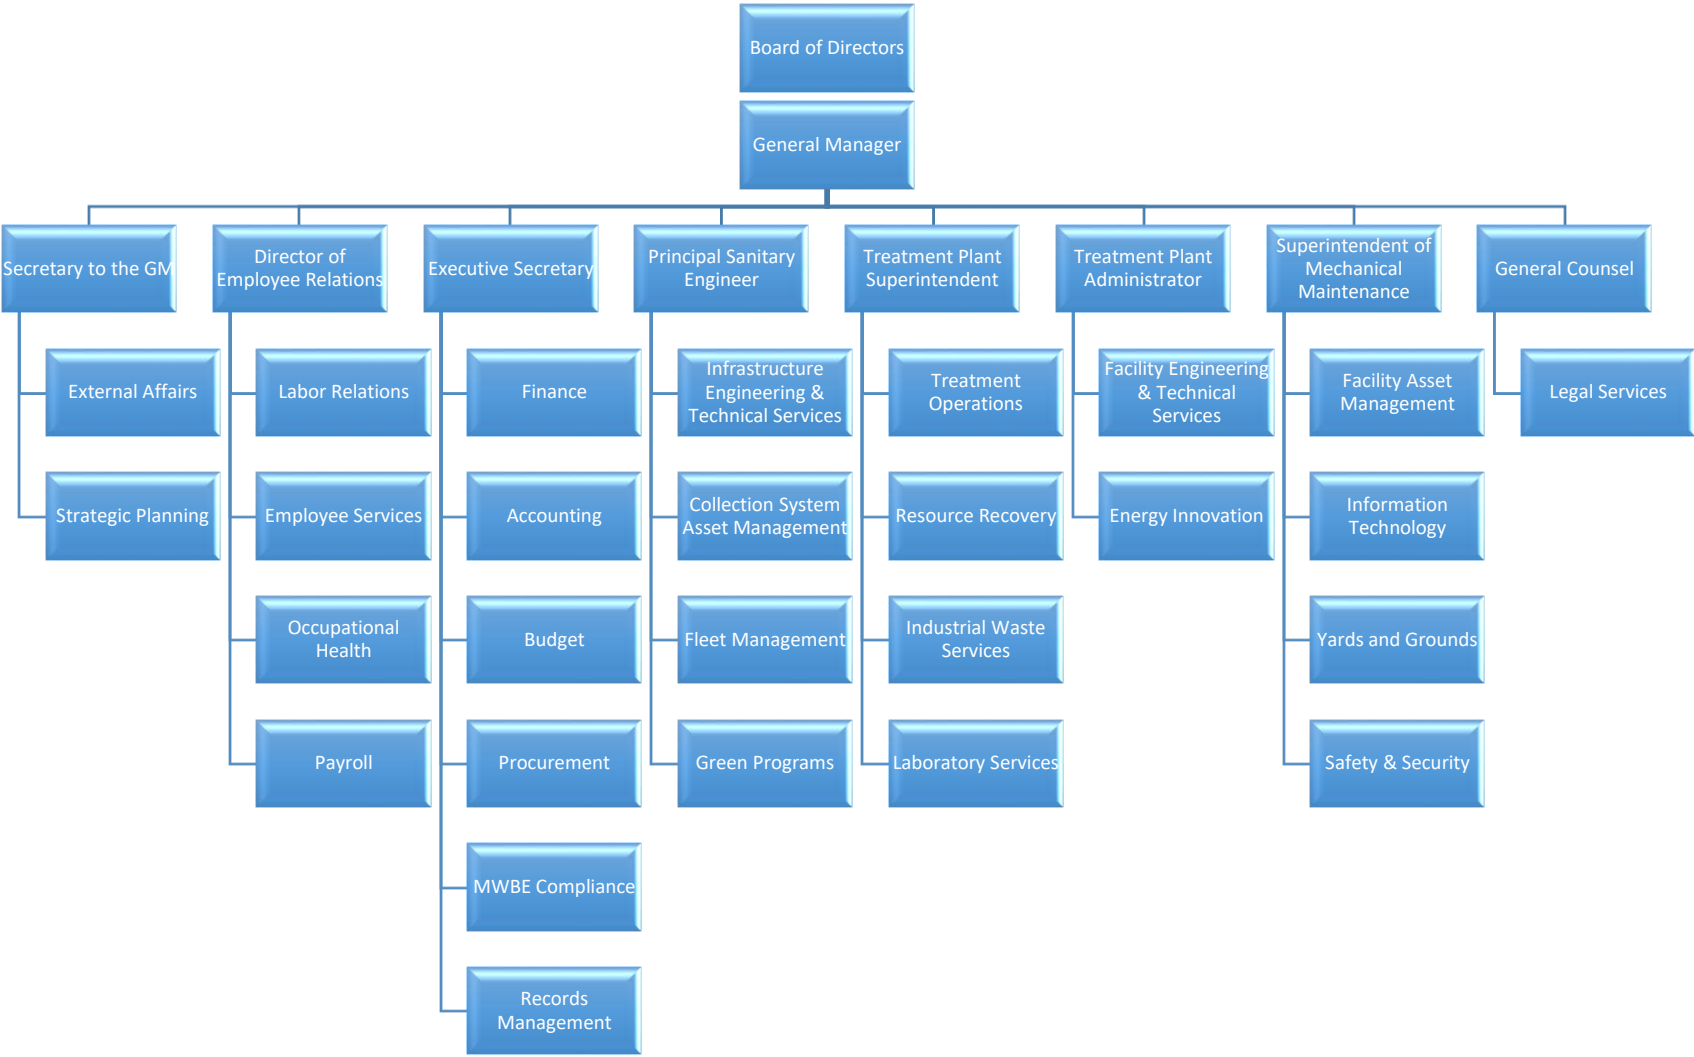 Board of Directors
General Manager
Secretary to the GM
Director of
Employee Relations
Executive Secretary
Principal Sanitary
Engineer
Treatment Plant
Superintendent
Treatment Plant
Administrator
Superintendent of
Mechanical
Maintenance
General Counsel
External Affairs
Labor Relations
Finance
Infrastructure
Engineering &
Technical Services
Treatment
Operations
Facility Engineering
& Technical
Services
Facility Asset
Management
Legal Services
Strategic Planning
Employee Services
Accounting
Collection System
Asset Management
Resource Recovery
Energy Innovation
Information
Technology
Occupational
Health
Budget
Fleet Management
Industrial Waste
Services
Yards and Grounds
Payroll
Procurement
Green Programs
Laboratory Services
Safety & Security
MWBE Compliance
Records
Management